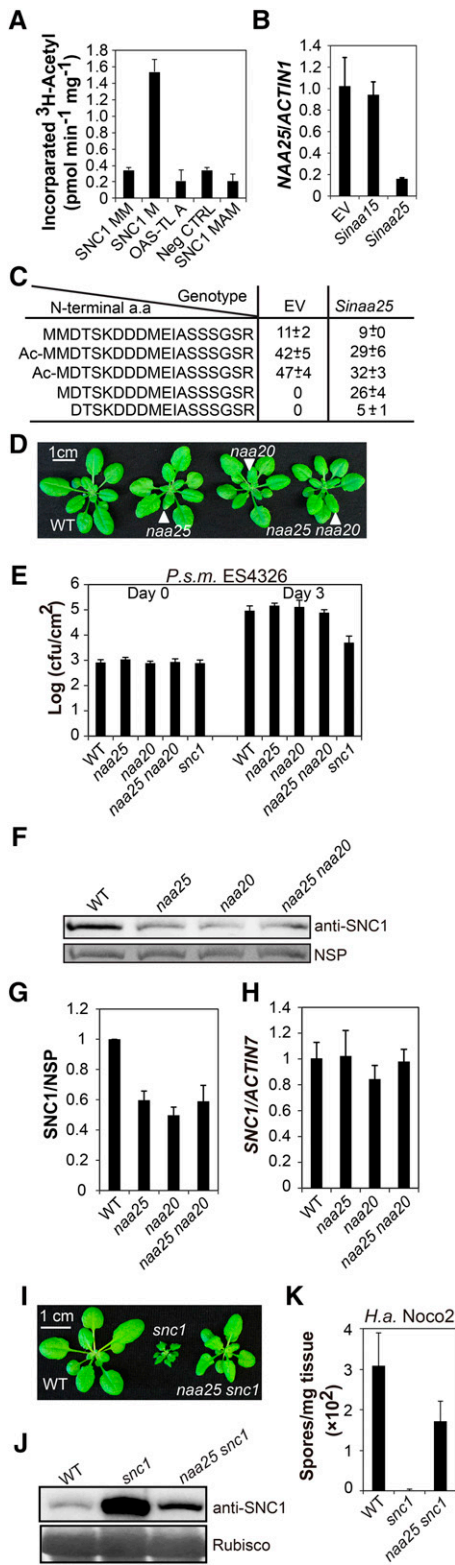 A
Incorparated ³H-Acetyl
(pmol min⁻¹ mg⁻¹)
1.8
1.6
1.4
1.2
1.0
0.8
0.6
0.4
0.2
0
SNC1 MM
SNC1 M
OAS-TL A
Neg CTRL
SNC1 MAM
B
NAA25/ACTIN1
1.4
1.2
1.0
0.8
0.6
0.4
0.2
0
EV
Sinaa15
Sinaa25
C
Genotype
N-terminal a.a
EV
Sinaa25
MMDTSKDDDMEIASSSGSR 11±2 9±0
Ac-MMDTSKDDDMEIASSSGSR 42±5 29±6
Ac-MDTSKDDDMEIASSSGSR 47±4 32±3
MDTSKDDDMEIASSSGSR 0 26±4
DTSKDDDMEIASSSGSR 0 5±1
D
1cm
WT
naa25
naa20
naa25 naa20
E
P.s.m. ES4326
Day 0
Day 3
Log (cfu/cm²)
6
5
4
3
2
1
0
WT
naa25
naa20
naa25 naa20
snc1
WT
naa25
naa20
naa25 naa20
snc1
F
WT
naa25
naa20
naa25 naa20
anti-SNC1
NSP
G
SNC1/NSP
1.2
1
0.8
0.6
0.4
0.2
0
WT
naa25
naa20
naa25 naa20
H
SNC1/ACTIN7
1.4
1.2
1
0.8
0.6
0.4
0.2
0
WT
naa25
naa20
naa25 naa20
I
1 cm
WT
snc1
naa25 snc1
J
WT
snc1
naa25 snc1
anti-SNC1
Rubisco
K
H.a. Noco2
Spores/mg tissue
(×10²)
4
3
2
1
0
WT
snc1
naa25 snc1